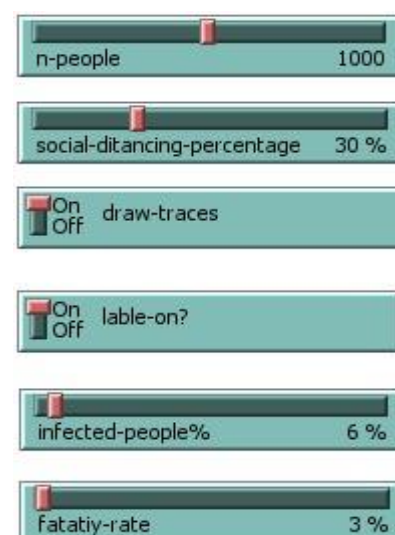 n-people 1000
social-ditancing-percentage 30 %
On
Off draw-traces
On
Off lable-on?
infected-people% 6 %
fatatiy-rate 3 %